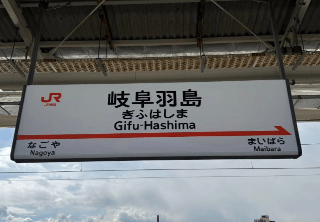 JR
岐阜羽島
ぎふはしま
Gifu-Hashima
なごや まいばら
Nagoya Maibara